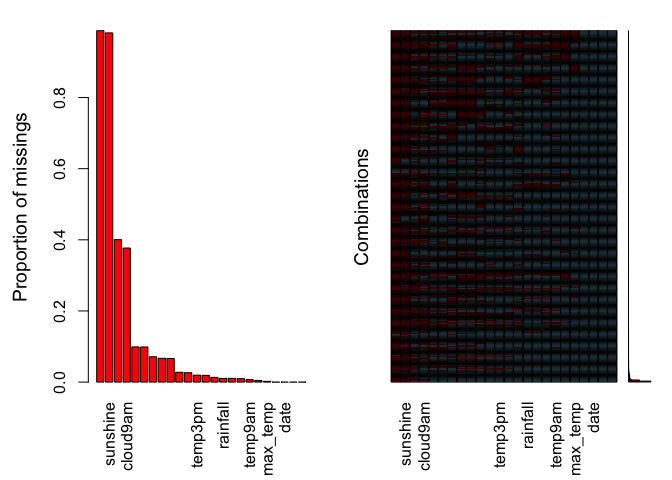 Proportion of missings
0.8
0.6
0.4
0.2
0.0
sunshine
cloud9am
temp3pm
rainfall
temp9am
max_temp
date
Combinations
sunshine
cloud9am
temp3pm
rainfall
temp9am
max_temp
date